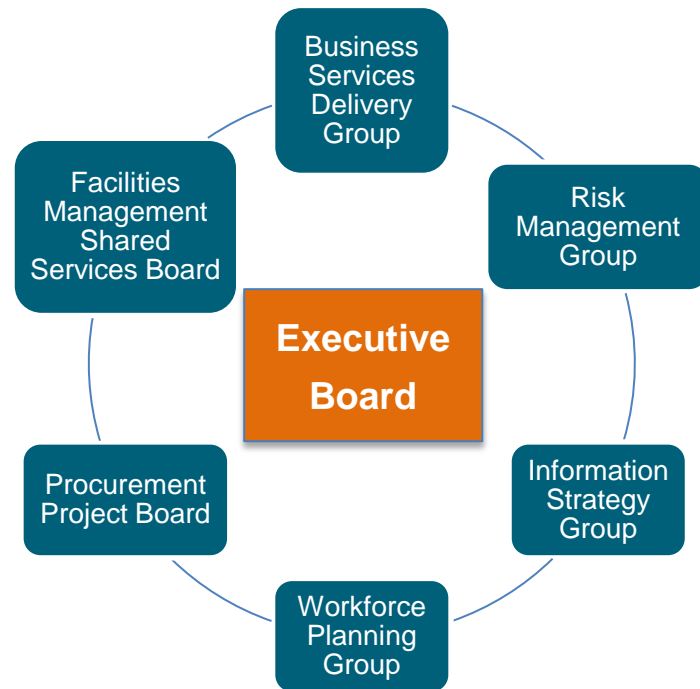 Business
Services
Delivery
Group
Risk
Management
Group
Information
Strategy
Group
Workforce
Planning
Group
Procurement
Project Board
Facilities
Management
Shared
Services Board
Executive
Board